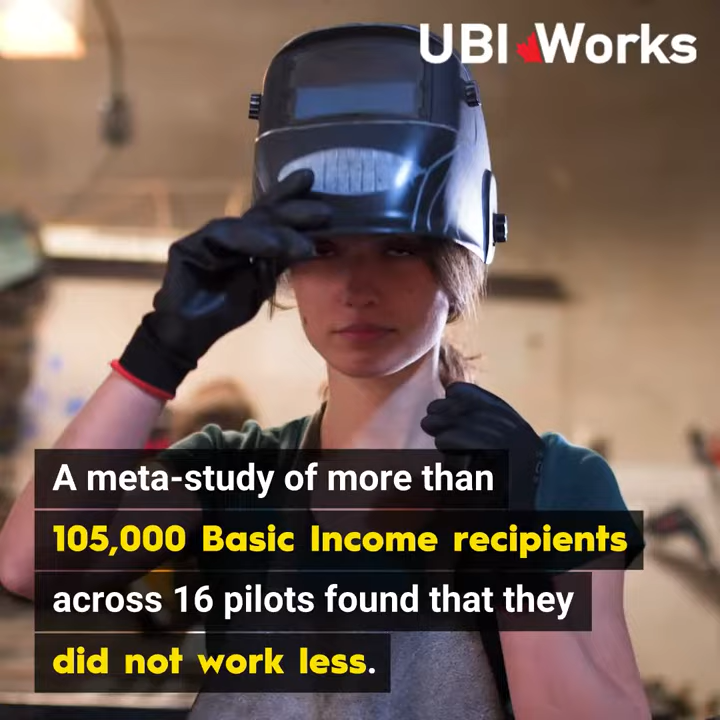 UBI Works
A meta-study of more than
105,000 Basic Income recipients
across 16 pilots found that they
did not work less.